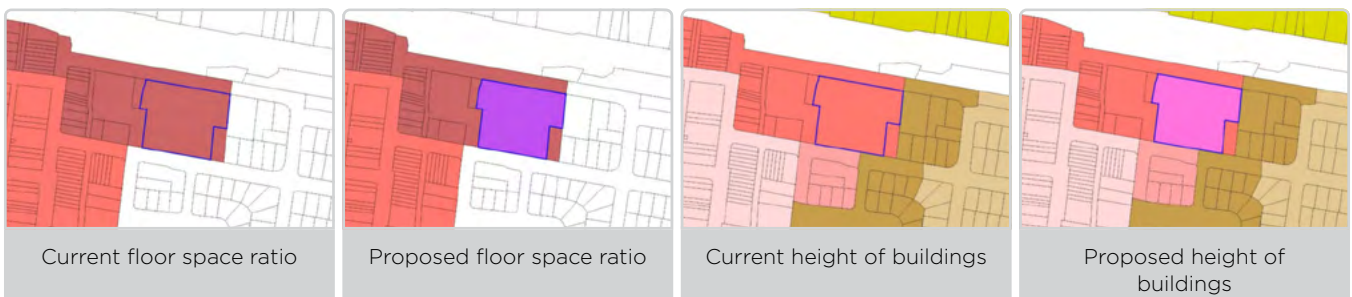 Current floor space ratio
Proposed floor space ratio
Current height of buildings
Proposed height of
buildings